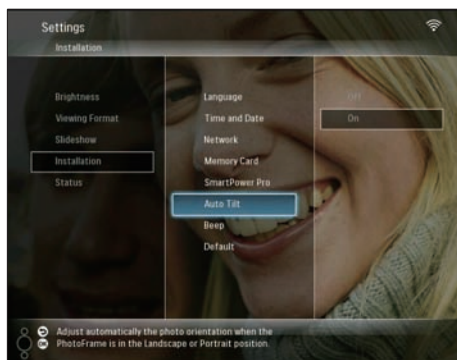 Settings
Installation
Brightness
Viewing Format
Slideshow
Installation
Status
Language
Time and Date
Network
Memory Card
SmartPower Pro
Auto Tilt
Beep
Default
Off
On
Adjust automatically the photo orientation when the
OK PhotoFrame is in the Landscape or Portrait position.